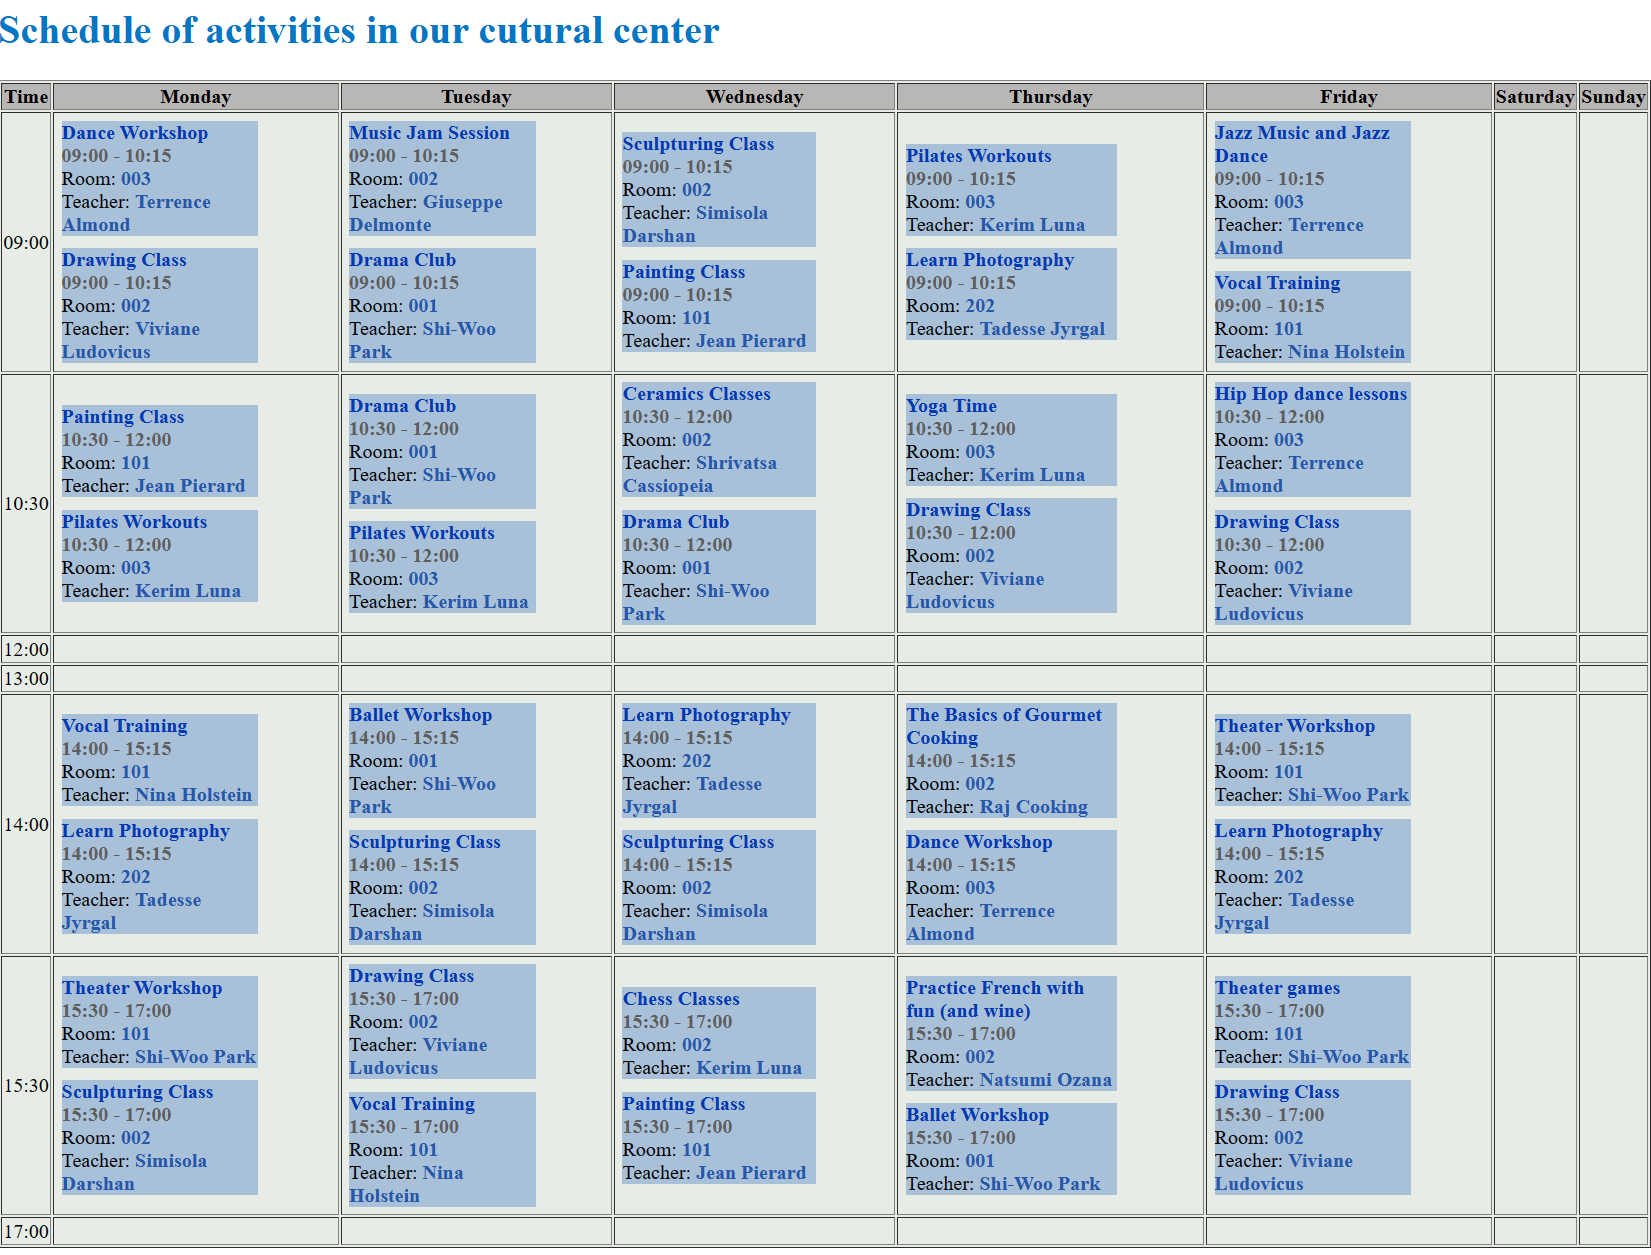 Schedule of activities in our cutural center
Time Monday Tuesday Wednesday Thursday Friday Saturday Sunday
09:00
Dance Workshop
09:00 - 10:15
Room: 003
Teacher: Terrence
Almond
Drawing Class
09:00 - 10:15
Room: 002
Teacher: Viviane
Ludovicus
Music Jam Session
09:00 - 10:15
Room: 002
Teacher: Giuseppe
Delmonte
Drama Club
09:00 - 10:15
Room: 001
Teacher: Shi-Woo
Park
Sculpturing Class
09:00 - 10:15
Room: 002
Teacher: Simisola
Darshan
Painting Class
09:00 - 10:15
Room: 101
Teacher: Jean Pierard
Pilates Workouts
09:00 - 10:15
Room: 003
Teacher: Kerim Luna
Learn Photography
09:00 - 10:15
Room: 202
Teacher: Tadesse Jyrgal
Jazz Music and Jazz
Dance
09:00 - 10:15
Room: 003
Teacher: Terrence
Almond
Vocal Training
09:00 - 10:15
Room: 101
Teacher: Nina Holstein
10:30
Painting Class
10:30 - 12:00
Room: 101
Teacher: Jean Pierard
Pilates Workouts
10:30 - 12:00
Room: 003
Teacher: Kerim Luna
Drama Club
10:30 - 12:00
Room: 001
Teacher: Shi-Woo
Park
Pilates Workouts
10:30 - 12:00
Room: 003
Teacher: Kerim Luna
Ceramics Classes
10:30 - 12:00
Room: 002
Teacher: Shrivatsa
Cassiopeia
Drama Club
10:30 - 12:00
Room: 001
Teacher: Shi-Woo
Park
Yoga Time
10:30 - 12:00
Room: 003
Teacher: Kerim Luna
Drawing Class
10:30 - 12:00
Room: 002
Teacher: Viviane
Ludovicus
Hip Hop dance lessons
10:30 - 12:00
Room: 003
Teacher: Terrence
Almond
Drawing Class
10:30 - 12:00
Room: 002
Teacher: Viviane
Ludovicus
12:00
13:00
14:00
Vocal Training
14:00 - 15:15
Room: 101
Teacher: Nina Holstein
Learn Photography
14:00 - 15:15
Room: 202
Teacher: Tadesse
Jyrgal
Ballet Workshop
14:00 - 15:15
Room: 001
Teacher: Shi-Woo
Park
Sculpturing Class
14:00 - 15:15
Room: 002
Teacher: Simisola
Darshan
Learn Photography
14:00 - 15:15
Room: 202
Teacher: Tadesse
Jyrgal
Sculpturing Class
14:00 - 15:15
Room: 002
Teacher: Simisola
Darshan
The Basics of Gourmet
Cooking
14:00 - 15:15
Room: 002
Teacher: Raj Cooking
Dance Workshop
14:00 - 15:15
Room: 003
Teacher: Terrence
Almond
Theater Workshop
14:00 - 15:15
Room: 101
Teacher: Shi-Woo Park
Learn Photography
14:00 - 15:15
Room: 202
Teacher: Tadesse
Jyrgal
15:30
Theater Workshop
15:30 - 17:00
Room: 101
Teacher: Shi-Woo Park
Sculpturing Class
15:30 - 17:00
Room: 002
Teacher: Simisola
Darshan
Drawing Class
15:30 - 17:00
Room: 002
Teacher: Viviane
Ludovicus
Vocal Training
15:30 - 17:00
Room: 101
Teacher: Nina
Holstein
Chess Classes
15:30 - 17:00
Room: 002
Teacher: Kerim Luna
Painting Class
15:30 - 17:00
Room: 101
Teacher: Jean Pierard
Practice French with
fun (and wine)
15:30 - 17:00
Room: 002
Teacher: Natsumi Ozana
Ballet Workshop
15:30 - 17:00
Room: 001
Teacher: Shi-Woo Park
Theater games
15:30 - 17:00
Room: 101
Teacher: Shi-Woo Park
Drawing Class
15:30 - 17:00
Room: 002
Teacher: Viviane
Ludovicus
17:00